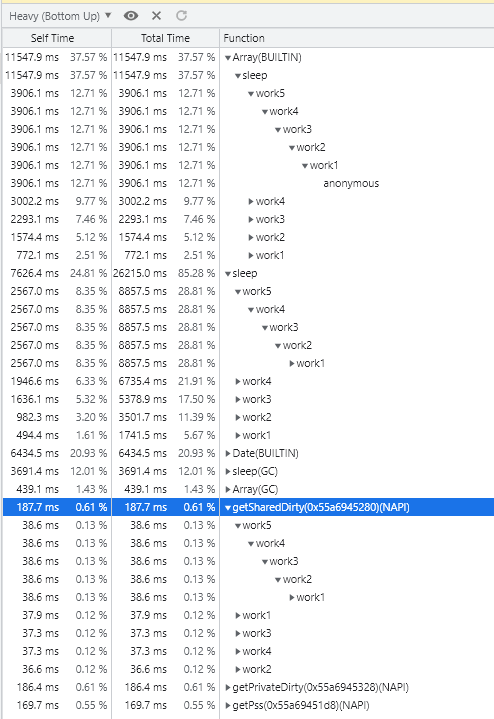 Heavy (Bottom Up)
Self Time Total Time Function
11547.9 ms 37.57 % 11547.9 ms 37.57 % Array(BUILTIN)
11547.9 ms 37.57 % 11547.9 ms 37.57 % sleep
3906.1 ms 12.71 % 3906.1 ms 12.71 % work5
3906.1 ms 12.71 % 3906.1 ms 12.71 % work4
3906.1 ms 12.71 % 3906.1 ms 12.71 % work3
3906.1 ms 12.71 % 3906.1 ms 12.71 % work2
3906.1 ms 12.71 % 3906.1 ms 12.71 % work1
3906.1 ms 12.71 % 3906.1 ms 12.71 % anonymous
3002.2 ms 9.77 % 3002.2 ms 9.77 % work4
2293.1 ms 7.46 % 2293.1 ms 7.46 % work3
1574.4 ms 5.12 % 1574.4 ms 5.12 % work2
772.1 ms 2.51 % 772.1 ms 2.51 % work1
7626.4 ms 24.81 % 26215.0 ms 85.28 % sleep
2567.0 ms 8.35 % 8857.5 ms 28.81 % work5
2567.0 ms 8.35 % 8857.5 ms 28.81 % work4
2567.0 ms 8.35 % 8857.5 ms 28.81 % work3
2567.0 ms 8.35 % 8857.5 ms 28.81 % work2
2567.0 ms 8.35 % 8857.5 ms 28.81 % work1
1946.6 ms 6.33 % 6735.4 ms 21.91 % work4
1636.1 ms 5.32 % 5378.9 ms 17.50 % work3
982.3 ms 3.20 % 3501.7 ms 11.39 % work2
494.4 ms 1.61 % 1741.5 ms 5.67 % work1
6434.5 ms 20.93 % 6434.5 ms 20.93 % Date(BUILTIN)
3691.4 ms 12.01 % 3691.4 ms 12.01 % sleep(GC)
439.1 ms 1.43 % 439.1 ms 1.43 % Array(GC)
187.7 ms 0.61 % 187.7 ms 0.61 % getSharedDirty(0x55a6945280)(NAPI)
38.6 ms 0.13 % 38.6 ms 0.13 % work5
38.6 ms 0.13 % 38.6 ms 0.13 % work4
38.6 ms 0.13 % 38.6 ms 0.13 % work3
38.6 ms 0.13 % 38.6 ms 0.13 % work2
38.6 ms 0.13 % 38.6 ms 0.13 % work1
37.9 ms 0.12 % 37.9 ms 0.12 % work1
37.3 ms 0.12 % 37.3 ms 0.12 % work3
37.3 ms 0.12 % 37.3 ms 0.12 % work4
36.6 ms 0.12 % 36.6 ms 0.12 % work2
186.4 ms 0.61 % 186.4 ms 0.61 % getPrivateDirty(0x55a6945328)(NAPI)
169.7 ms 0.55 % 169.7 ms 0.55 % getPss(0x55a69451d8)(NAPI)